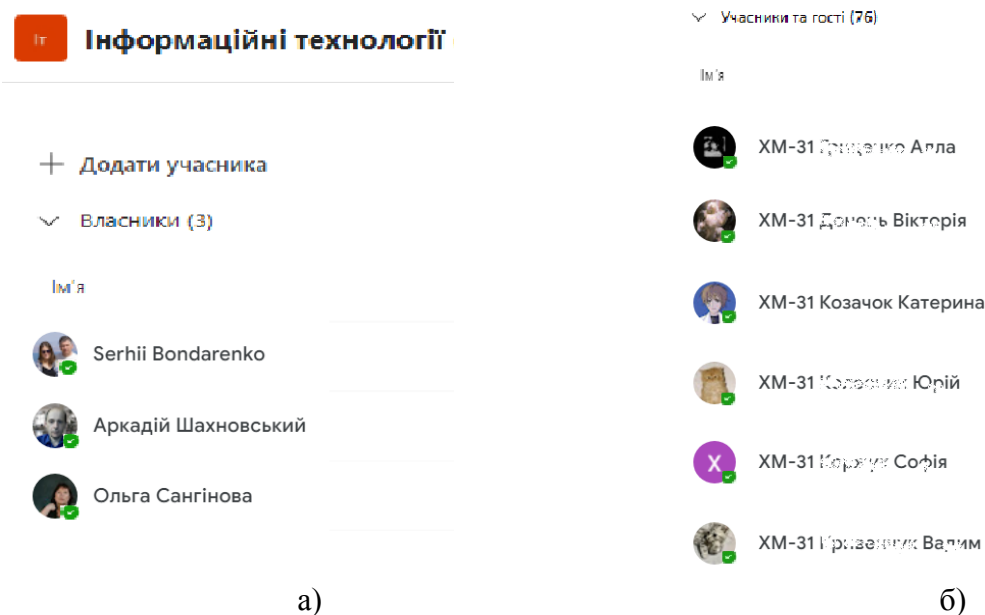 Іт
Інформаційні технології
Додати учасника
Власники (3)
Ім'я
Serhii Bondarenko
Аркадій Шахновський
Ольга Сангінова
а)
Учасники та гості (76)
Ім'я
ХМ-31 Алла
ХМ-31 Вікторія
ХМ-31 Козачок Катерина
ХМ-31 Юрій
Х
ХМ-31 Софія
ХМ-31 Вадим
б)